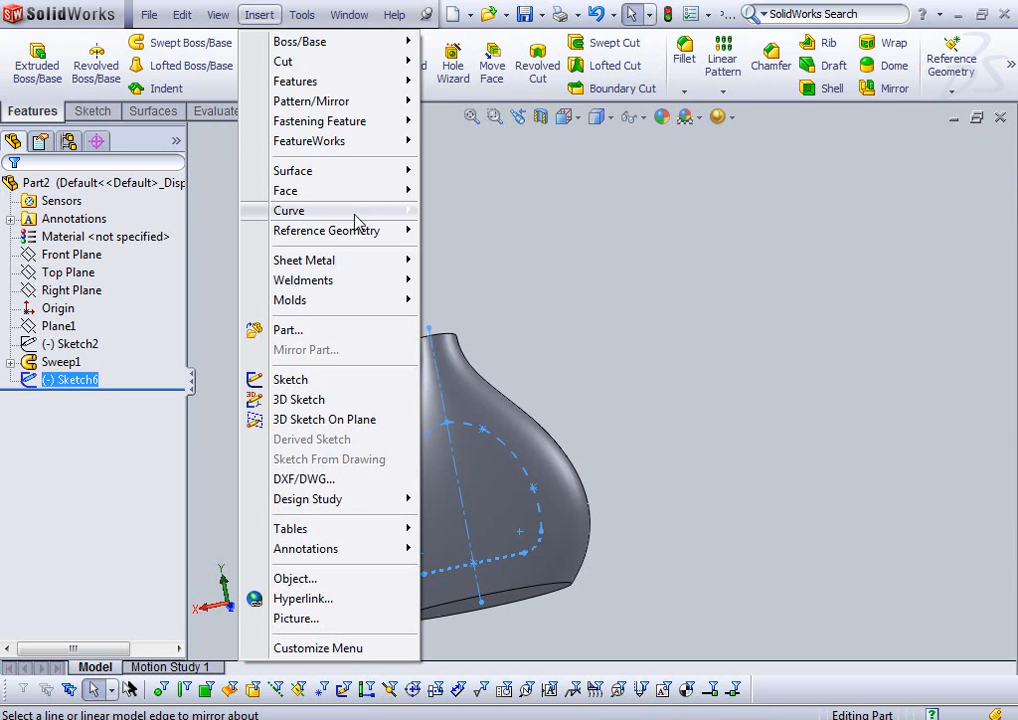 SW SolidWorks File Edit View Insert Tools Window Help ... SolidWorks Search ?
Extruded Boss/Base
Revolved Boss/Base
Swept Boss/Base
Lofted Boss/Base
Indent
Hole Wizard
Move Face
Revolved Cut
Swept Cut
Lofted Cut
Boundary Cut
Fillet
Linear Pattern
Chamfer
Rib
Draft
Shell
Wrap
Dome
Mirror
Reference Geometry
Features Sketch Surfaces Evaluate
Part2 (Default<<Default>_Disp
Sensors
Annotations
Material <not specified>
Front Plane
Top Plane
Right Plane
Origin
Plane1
(-) Sketch2
Sweep1
(-) Sketch6
Boss/Base
Cut
Features
Pattern/Mirror
Fastening Feature
FeatureWorks
Surface
Face
Curve
Reference Geometry
Sheet Metal
Weldments
Molds
Part...
Mirror Part...
Sketch
3D Sketch
3D Sketch On Plane
Derived Sketch
Sketch From Drawing
DXF/DWG...
Design Study
Tables
Annotations
Object...
Hyperlink...
Picture...
Customize Menu
Y
X
Model Motion Study 1
Select a line or linear model edge to mirror about Editing Part ?